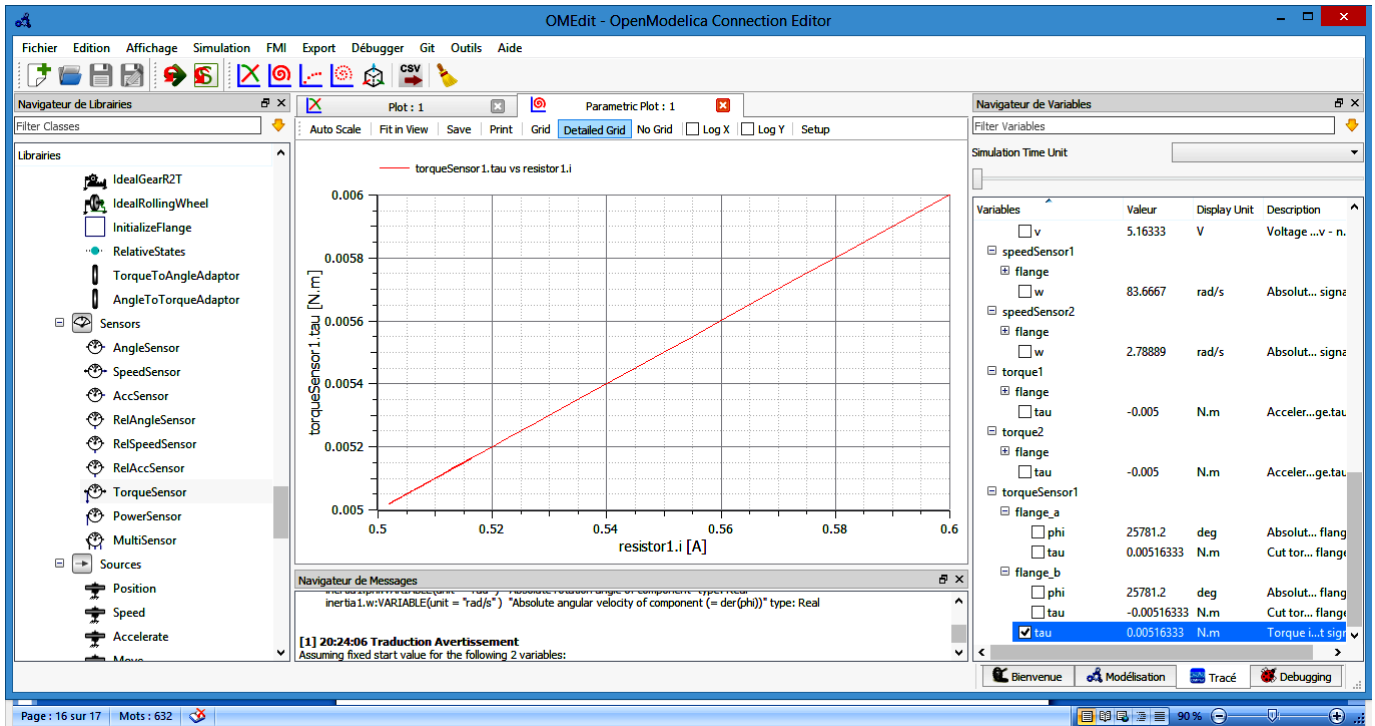 OMEdit - OpenModelica Connection Editor
Fichier Edition Affichage Simulation FMI Export Débugger Git Outils Aide
CSV
Navigateur de Librairies
Filter Classes
Librairies
IdealGearR2T
IdealRollingWheel
InitializeFlange
RelativeStates
TorqueToAngleAdaptor
AngleToTorqueAdaptor
Sensors
AngleSensor
SpeedSensor
AccSensor
RelAngleSensor
RelSpeedSensor
RelAccSensor
TorqueSensor
PowerSensor
MultiSensor
Sources
Position
Speed
Accelerate
Move
Plot : 1
Parametric Plot : 1
Auto Scale Fit in View Save Print Grid Detailed Grid No Grid Log X Log Y Setup
torqueSensor1.tau vs resistor1.i
0.006
0.0058
0.0056
0.0054
0.0052
0.005
torqueSensor1.tau [N.m]
0.5 0.52 0.54 0.56 0.58 0.6
resistor1.i [A]
Navigateur de Messages
inertia1.w:VARIABLE(unit = "rad/s" ) "Absolute angular velocity of component (= der(phi))" type: Real
[1] 20:24:06 Traduction Avertissement
Assuming fixed start value for the following 2 variables:
Navigateur de Variables
Filter Variables
Simulation Time Unit
Variables Valeur Display Unit Description
v 5.16333 V Voltage ...v - n.
speedSensor1
flange
w 83.6667 rad/s Absolut... signa
speedSensor2
flange
w 2.78889 rad/s Absolut... signa
torque1
flange
tau -0.005 N.m Acceler...ge.tau
torque2
flange
tau -0.005 N.m Acceler...ge.tau
torqueSensor1
flange_a
phi 25781.2 deg Absolut... flang
tau 0.00516333 N.m Cut tor... flange
flange_b
phi 25781.2 deg Absolut... flang
tau -0.00516333 N.m Cut tor... flange
tau 0.00516333 N.m Torque i...t sign
Bienvenue Modélisation Tracé Debugging
Page : 16 sur 17 Mots : 632 90 %